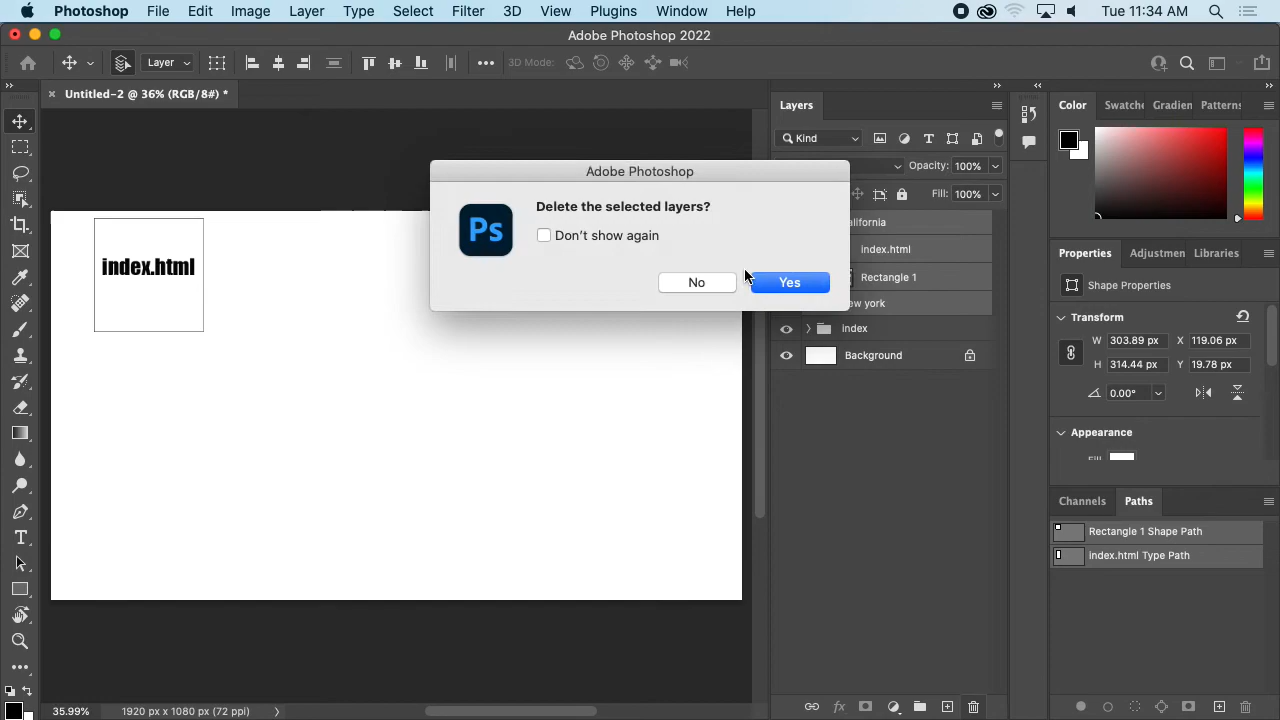 Photoshop File Edit Image Layer Type Select Filter 3D View Plugins Window Help Tue 11:34 AM
Adobe Photoshop 2022
Layer 3D Mode:
Untitled-2 @ 36% (RGB/8#) *
Layers
Color Swatche Gradien Patterns
Kind
Opacity: 100%
Fill: 100%
Adobe Photoshop
Ps
Delete the selected layers?
Don't show again
No Yes
index.html
alifornia
index.html
Rectangle 1
ew york
index
Background
Properties Adjustmen Libraries
Shape Properties
Transform
W 303.89 px X 119.06 px
H 314.44 px Y 19.78 px
0.00°
Appearance
Fill
Channels Paths
Rectangle 1 Shape Path
index.html Type Path
35.99% 1920 px x 1080 px (72 ppi)